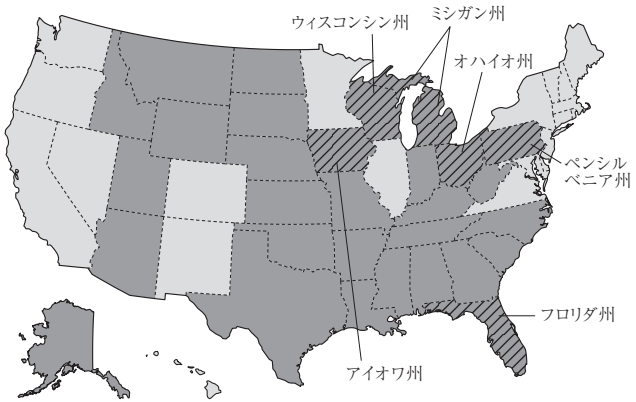 ウィスコンシン州
ミシガン州
オハイオ州
ペンシル
ベニア州
フロリダ州
アイオワ州